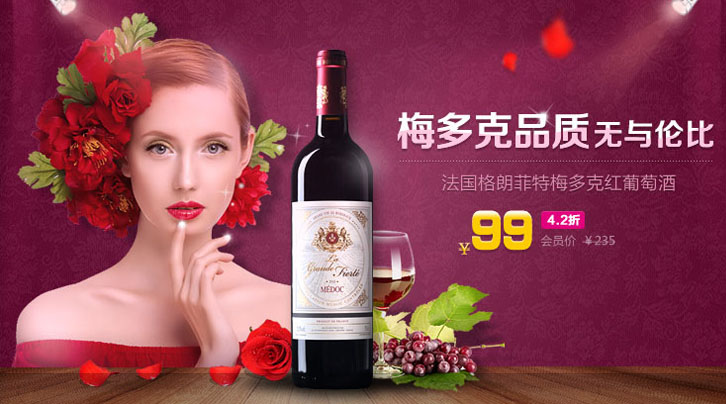 梅多克品质 无与伦比
法国格朗菲特梅多克红葡萄酒
¥99
4.2折
会员价 ¥235
La
Grande Fierté
MÉDOC